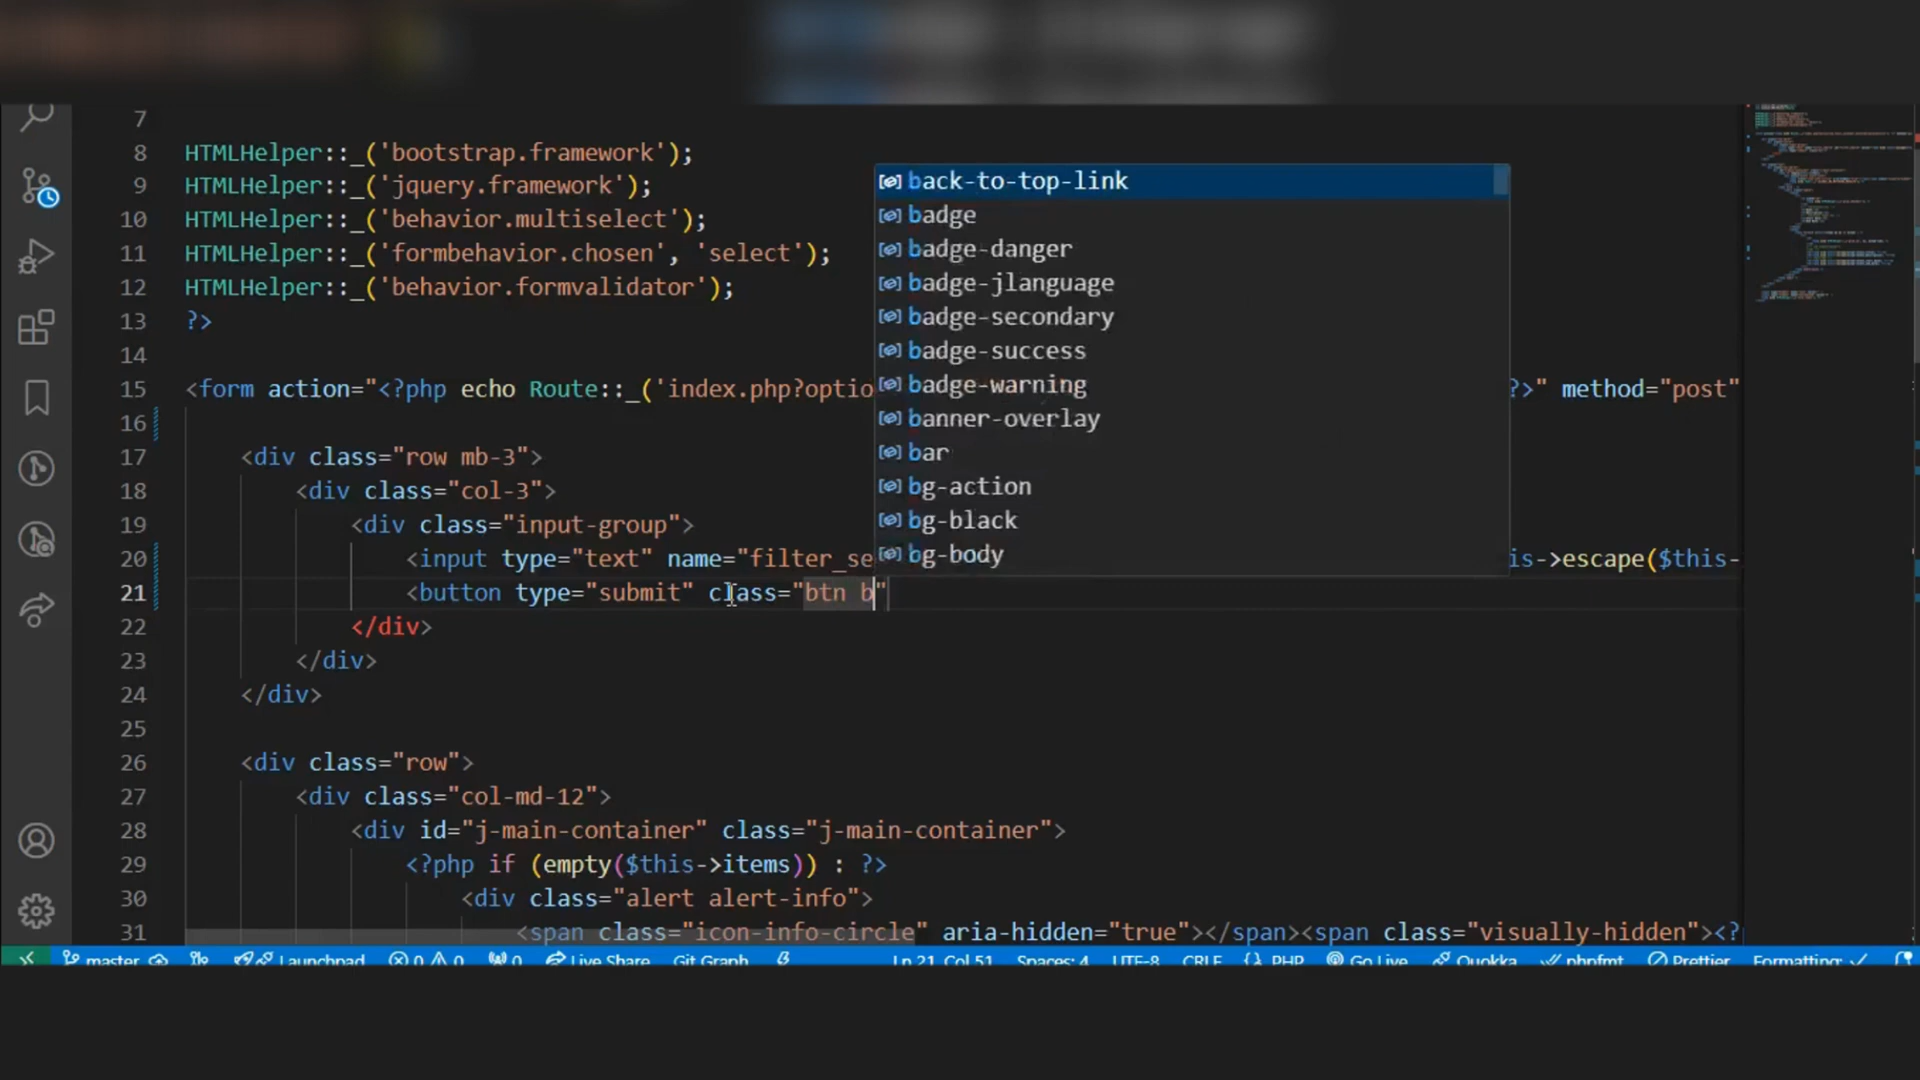 7
8 HTMLHelper::_('bootstrap.framework');
9 HTMLHelper::_('jquery.framework');
10 HTMLHelper::_('behavior.multiselect');
11 HTMLHelper::_('formbehavior.chosen', 'select');
12 HTMLHelper::_('behavior.formvalidator');
13 ?>
14
15 <form action="<?php echo Route::_('index.php?optio ?>" method="post"
16
17 <div class="row mb-3">
18 <div class="col-3">
19 <div class="input-group">
20 <input type="text" name="filter_se is->escape($this-
21 <button type="submit" class="btn b"
22 </div>
23 </div>
24 </div>
25
26 <div class="row">
27 <div class="col-md-12">
28 <div id="j-main-container" class="j-main-container">
29 <?php if (empty($this->items)) : ?>
30 <div class="alert alert-info">
31 <span class="icon-info-circle" aria-hidden="true"></span><span class="visually-hidden"><?
back-to-top-link
badge
badge-danger
badge-jlanguage
badge-secondary
badge-success
badge-warning
banner-overlay
bar
bg-action
bg-black
bg-body
master Launchpad 0 0 0 Live Share Git Graph Ln 21, Col 51 Spaces: 4 UTF-8 CRLF PHP Go Live Quokka phpfmt Prettier Formatting: